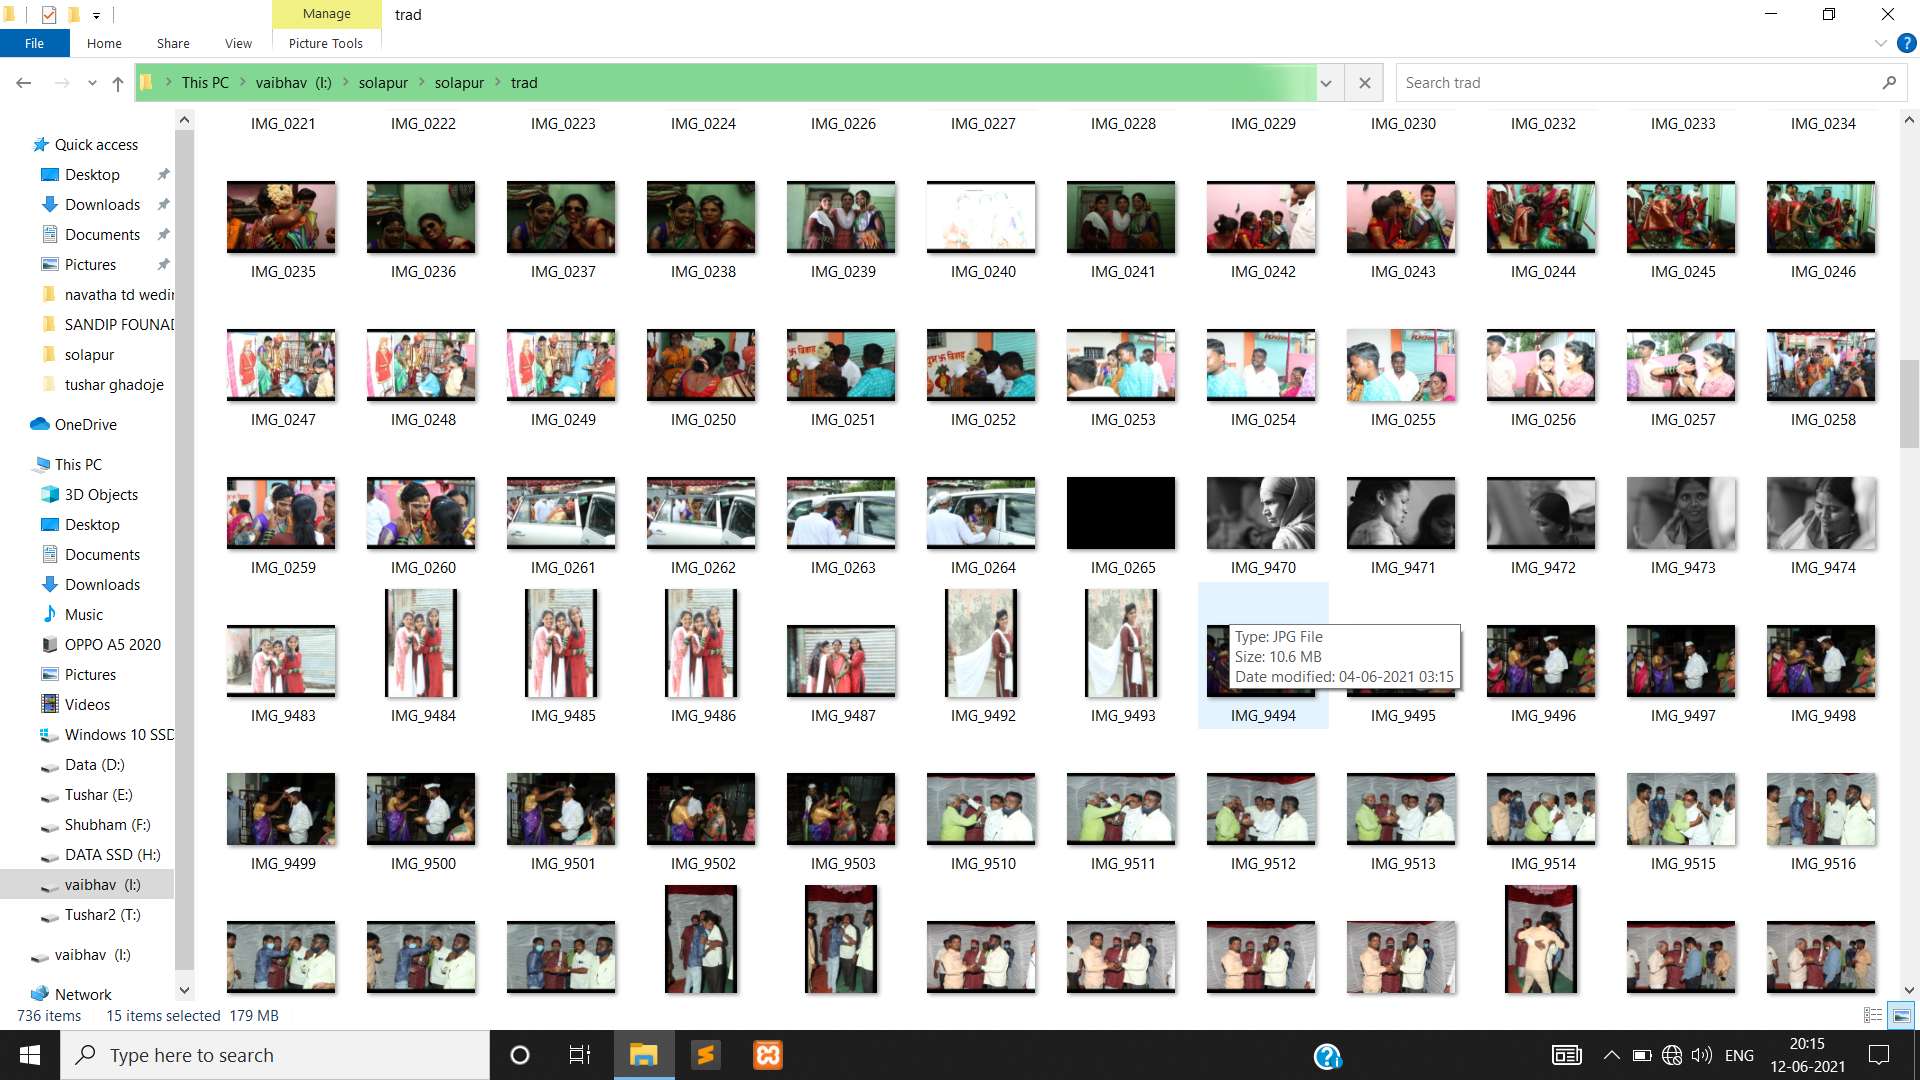 Manage
trad
File
Home
Share
View
Picture Tools
?
This PC
vaibhav (I:)
solapur
solapur
trad
Search trad
Quick access
Desktop
Downloads
Documents
Pictures
navatha td wedin
SANDIP FOUNAD
solapur
tushar ghadoje
OneDrive
This PC
3D Objects
Desktop
Documents
Downloads
Music
OPPO A5 2020
Pictures
Videos
Windows 10 SSD
Data (D:)
Tushar (E:)
Shubham (F:)
DATA SSD (H:)
vaibhav (I:)
Tushar2 (T:)
vaibhav (I:)
Network
IMG_0221 IMG_0222 IMG_0223 IMG_0224 IMG_0226 IMG_0227 IMG_0228 IMG_0229 IMG_0230 IMG_0232 IMG_0233 IMG_0234
IMG_0235 IMG_0236 IMG_0237 IMG_0238 IMG_0239 IMG_0240 IMG_0241 IMG_0242 IMG_0243 IMG_0244 IMG_0245 IMG_0246
IMG_0247 IMG_0248 IMG_0249 IMG_0250 IMG_0251 IMG_0252 IMG_0253 IMG_0254 IMG_0255 IMG_0256 IMG_0257 IMG_0258
IMG_0259 IMG_0260 IMG_0261 IMG_0262 IMG_0263 IMG_0264 IMG_0265 IMG_9470 IMG_9471 IMG_9472 IMG_9473 IMG_9474
Type: JPG File
Size: 10.6 MB
Date modified: 04-06-2021 03:15
IMG_9483 IMG_9484 IMG_9485 IMG_9486 IMG_9487 IMG_9492 IMG_9493 IMG_9494 IMG_9495 IMG_9496 IMG_9497 IMG_9498
IMG_9499 IMG_9500 IMG_9501 IMG_9502 IMG_9503 IMG_9510 IMG_9511 IMG_9512 IMG_9513 IMG_9514 IMG_9515 IMG_9516
736 items
15 items selected 179 MB
Type here to search
ENG
20:15
12-06-2021